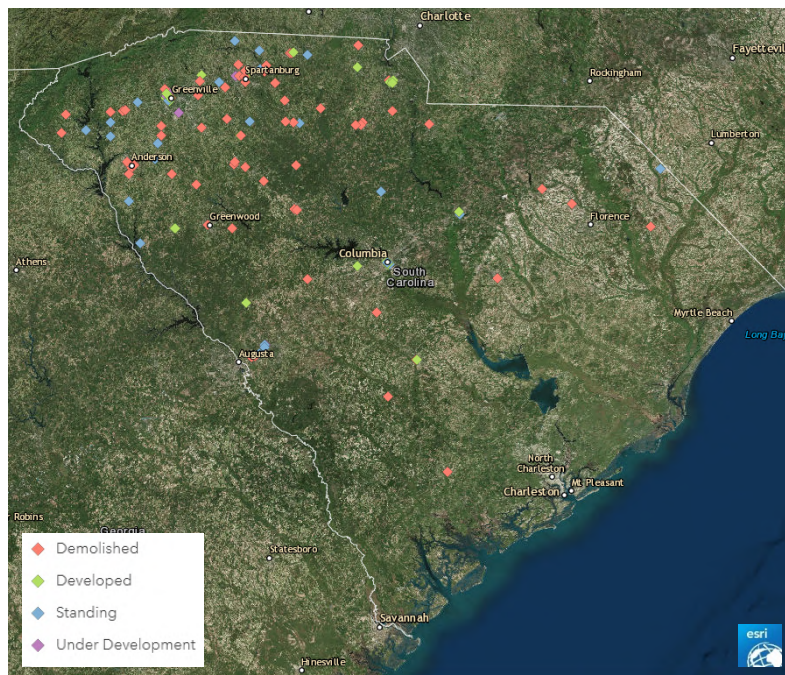 Charlotte
Fayettevil
Spartanburg
Rockingham
Greenville
Lumberton
Anderson
Greenwood
Florence
Athens
Columbia
South
Carolina
Myrtle Beach
Long Bay
Augusta
North
Charleston
Mt Pleasant
Charleston
r Robins
Georgia
Demolished
Statesboro
Developed
Standing
Savannah
Under Development
esri
Hinesville